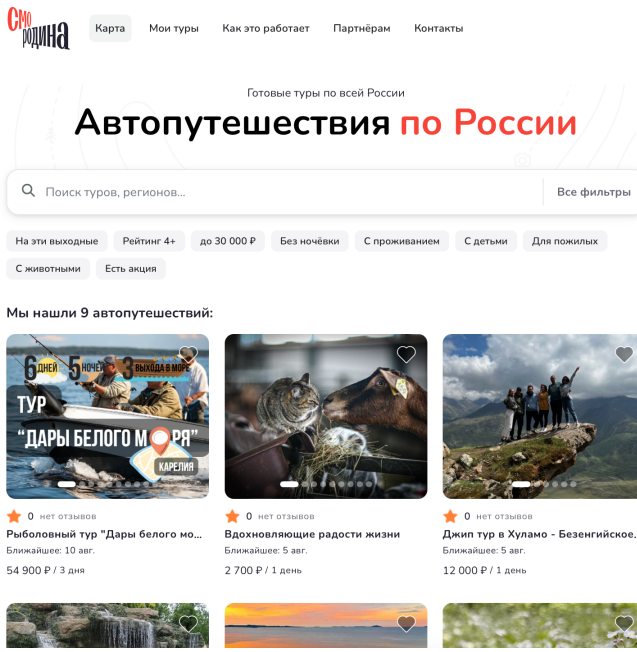 Смо
родина
Карта
Мои туры
Как это работает
Партнёрам
Контакты
Готовые туры по всей России
Автопутешествия по России
Поиск туров, регионов...
Все фильтры
На эти выходные
Рейтинг 4+
до 30 000 ₽
Без ночёвки
С проживанием
С детьми
Для пожилых
С животными
Есть акция
Мы нашли 9 автопутешествий:
6 ДНЕЙ 5 НОЧЕЙ 3 ВЫХОДА В МОРЕ
ТУР
“ДАРЫ БЕЛОГО МОРЯ”
КАРЕЛИЯ
0 нет отзывов
Рыболовный тур "Дары белого мо...
Ближайшее: 10 авг.
54 900 ₽ / 3 дня
0 нет отзывов
Вдохновляющие радости жизни
Ближайшее: 5 авг.
2 700 ₽ / 1 день
0 нет отзывов
Джип тур в Хуламо - Безенгийское.
Ближайшее: 5 авг.
12 000 ₽ / 1 день